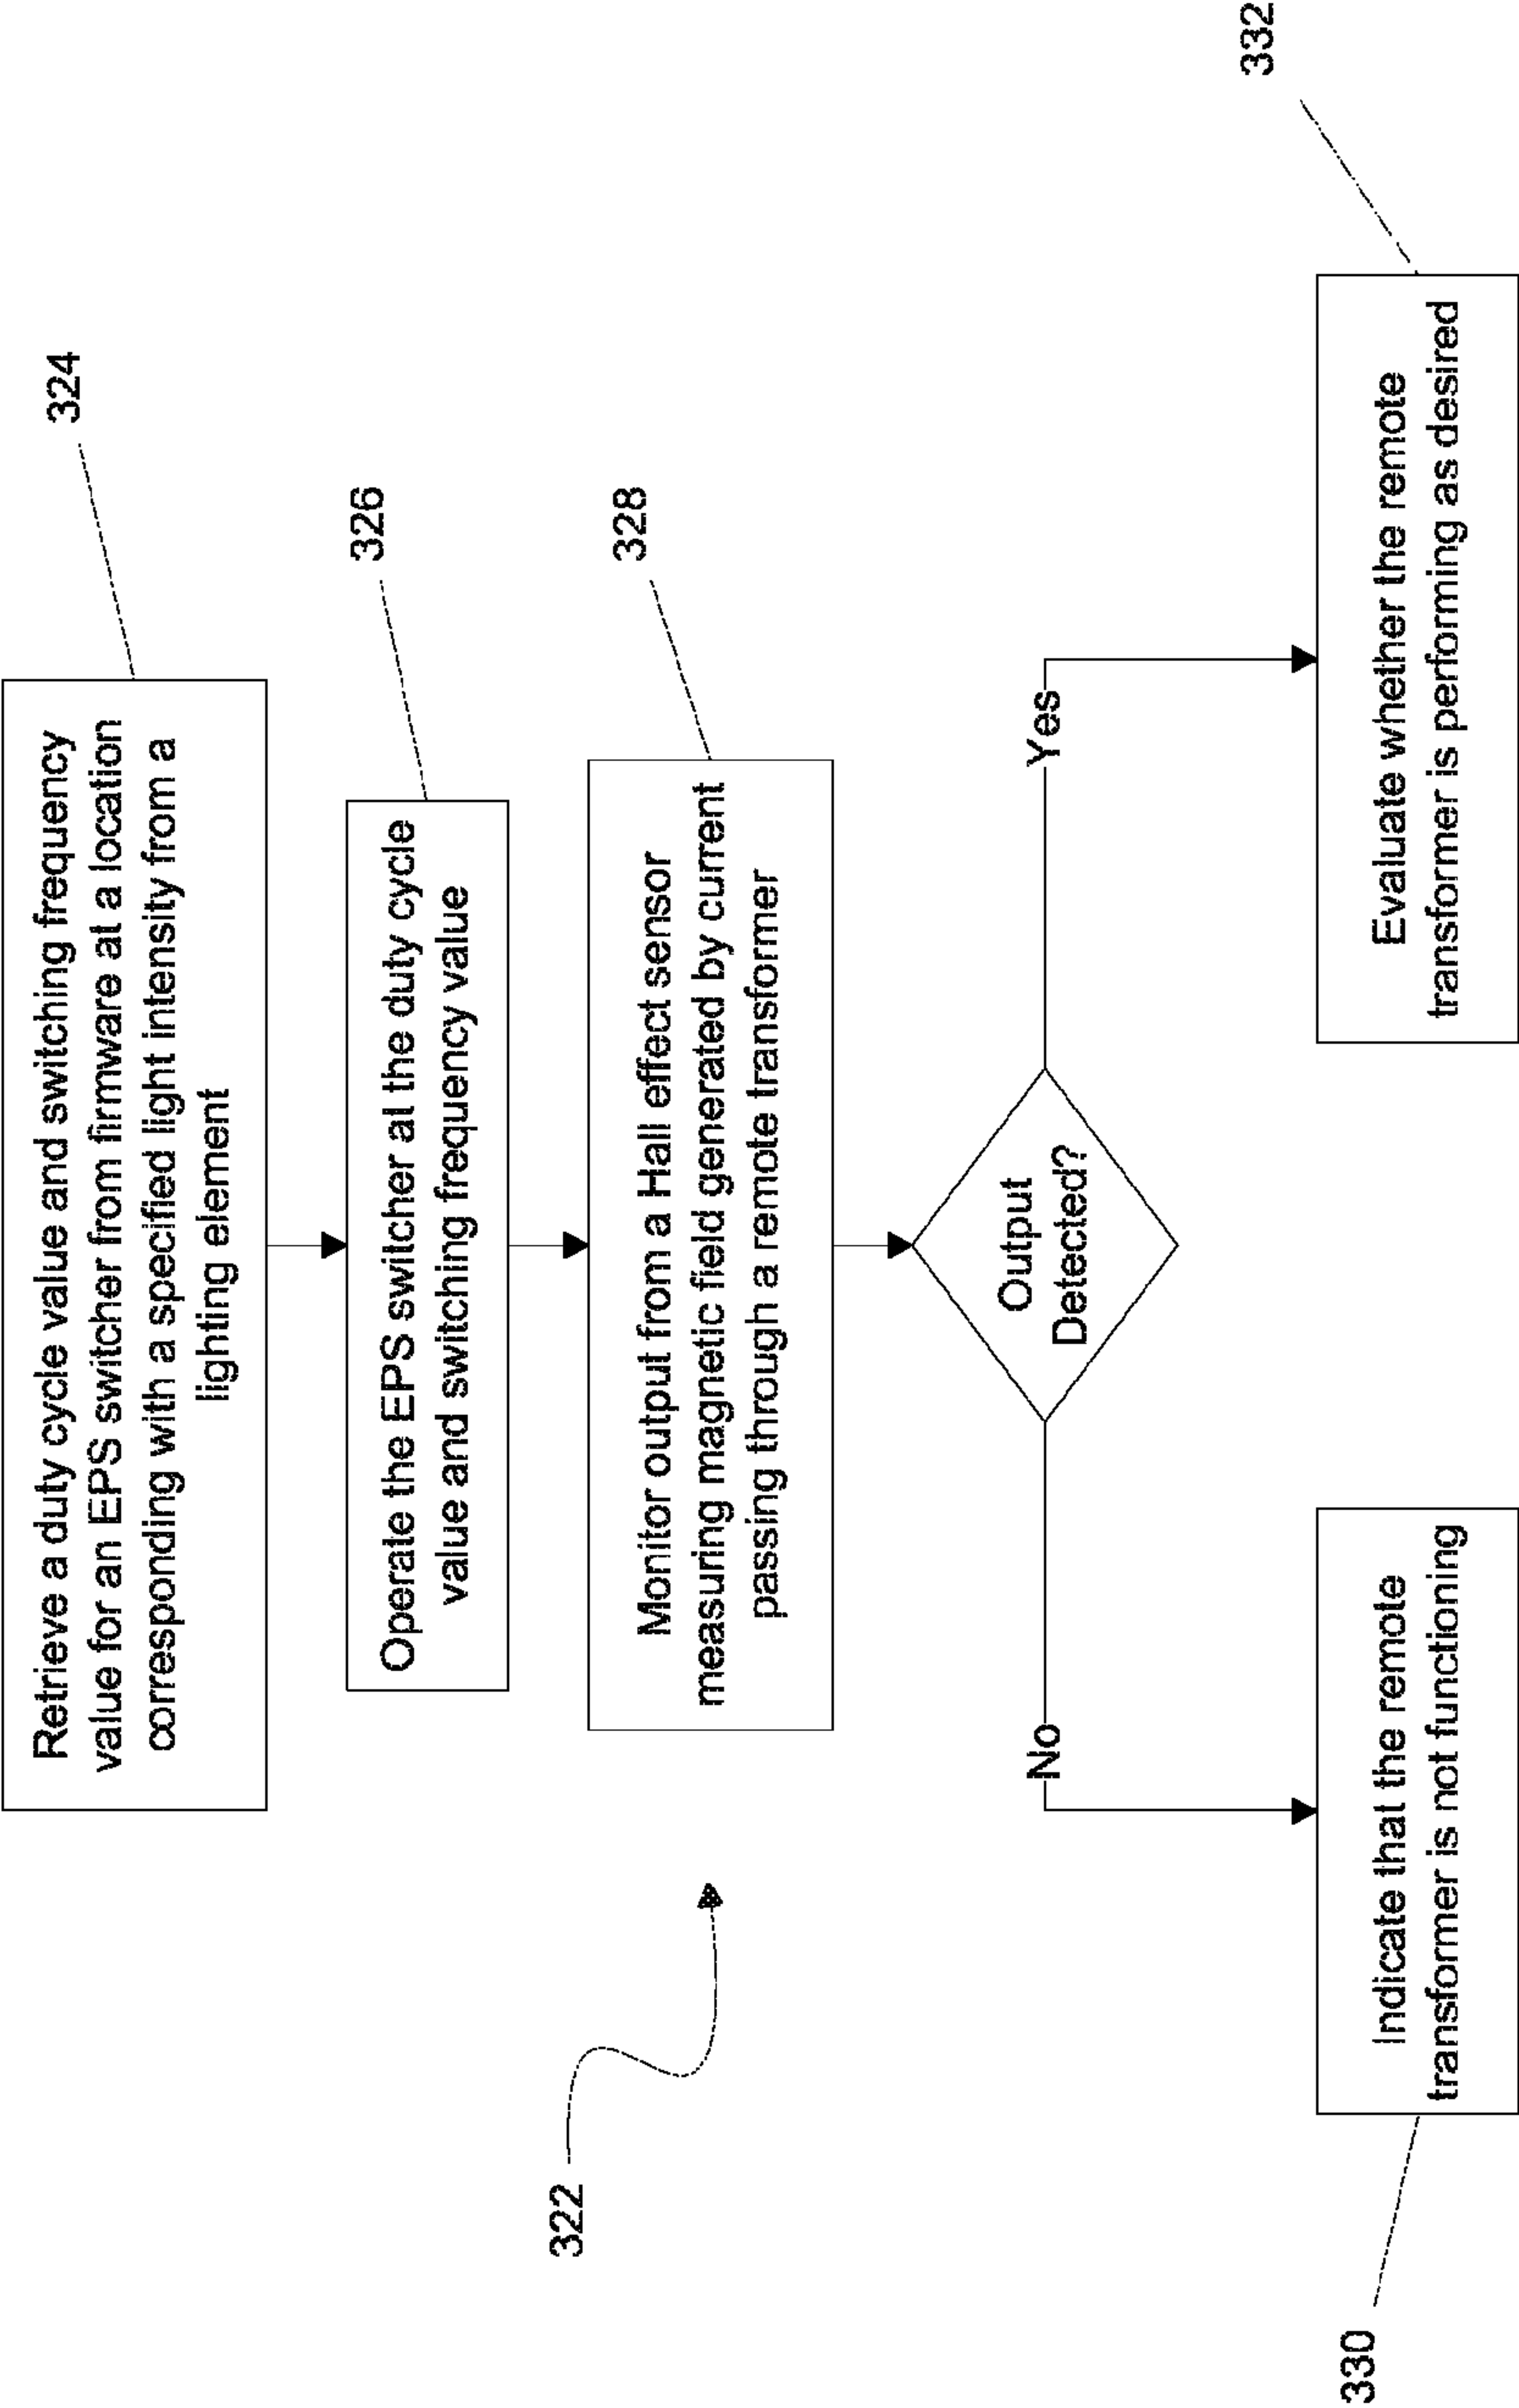 Retrieve a duty cycle value and switching frequency
value for an EPS switcher from firmware at a location
corresponding with a specified light intensity from a
lighting element
324
Operate the EPS switcher at the duty cycle
value and switching frequency value
326
Monitor output from a Hall effect sensor
measuring magnetic field generated by current
passing through a remote transformer
328
322
Output
Detected?
No
Yes
Indicate that the remote
transformer is not functioning
330
Evaluate whether the remote
transformer is performing as desired
332